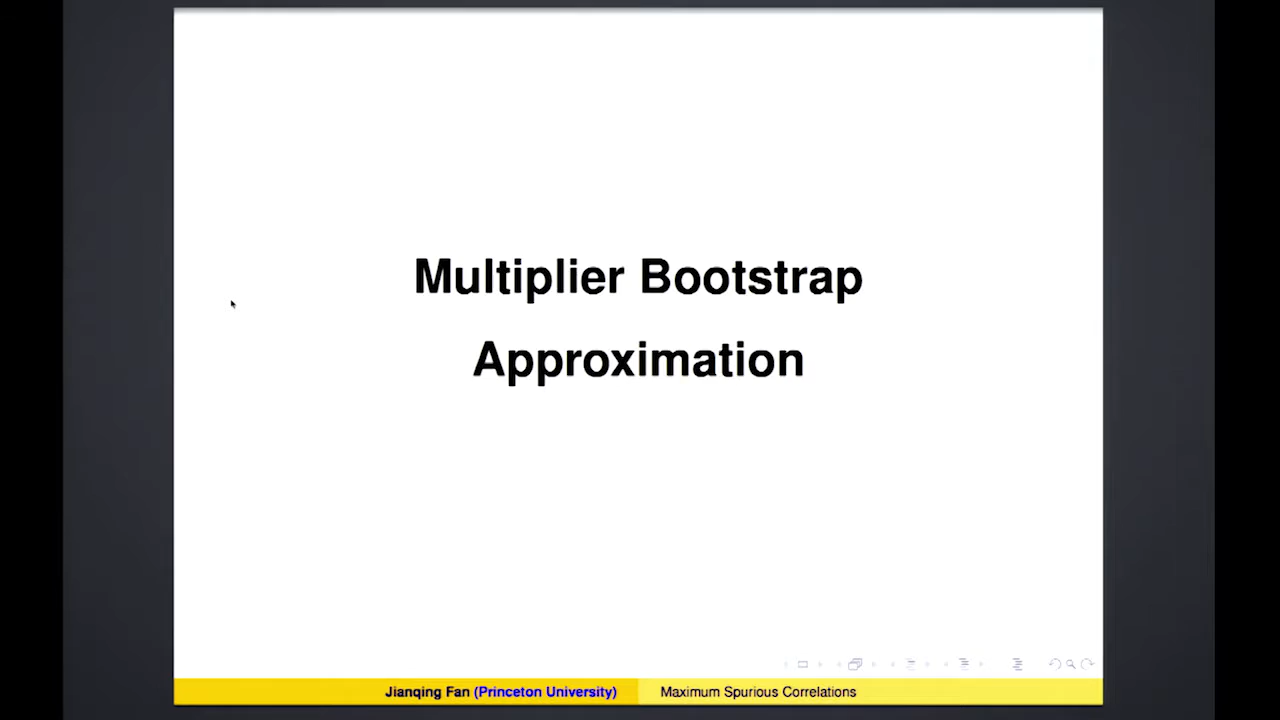 Multiplier Bootstrap
Approximation
Jianqing Fan (Princeton University)
Maximum Spurious Correlations